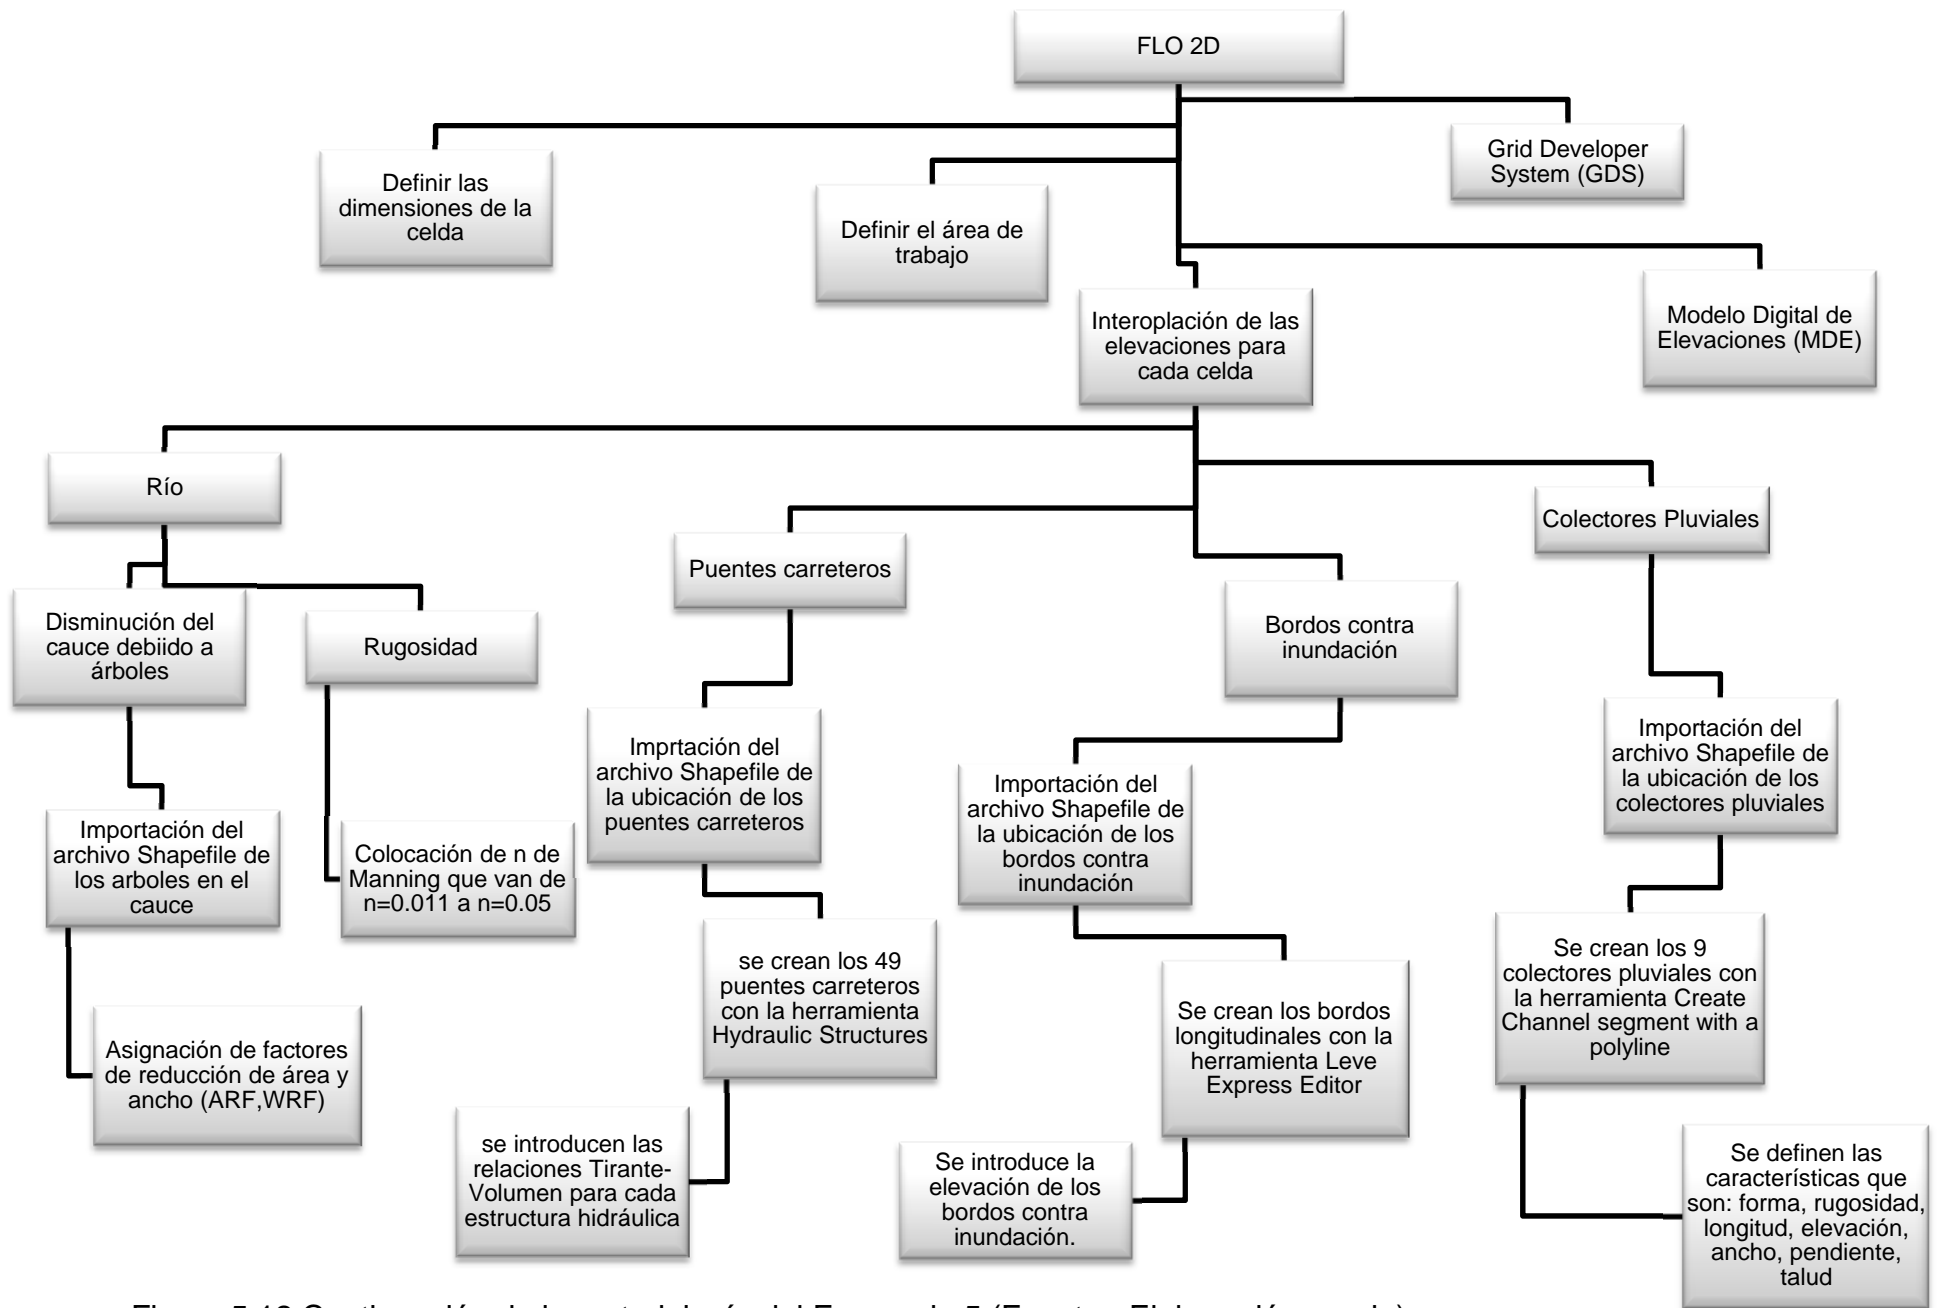 FLO 2D
Grid Developer
System (GDS)
Definir las
dimensiones de la
celda
Definir el área de
trabajo
Interoplación de las
elevaciones para
cada celda
Modelo Digital de
Elevaciones (MDE)
Río
Puentes carreteros
Bordos contra
inundación
Colectores Pluviales
Disminución del
cauce debiido a
árboles
Rugosidad
Imprtación del
archivo Shapefile de
la ubicación de los
puentes carreteros
Importación del
archivo Shapefile de
la ubicación de los
bordos contra
inundación
Importación del
archivo Shapefile de
la ubicación de los
colectores pluviales
Importación del
archivo Shapefile de
los arboles en el
cauce
Colocación de n de
Manning que van de
n=0.011 a n=0.05
se crean los 49
puentes carreteros
con la herramienta
Hydraulic Structures
Se crean los bordos
longitudinales con la
herramienta Leve
Express Editor
Se crean los 9
colectores pluviales con
la herramienta Create
Channel segment with a
polyline
Asignación de factores
de reducción de área y
ancho (ARF,WRF)
se introducen las
relaciones Tirante-
Volumen para cada
estructura hidráulica
Se introduce la
elevación de los
bordos contra
inundación.
Se definen las
características que
son: forma, rugosidad,
longitud, elevación,
ancho, pendiente,
talud